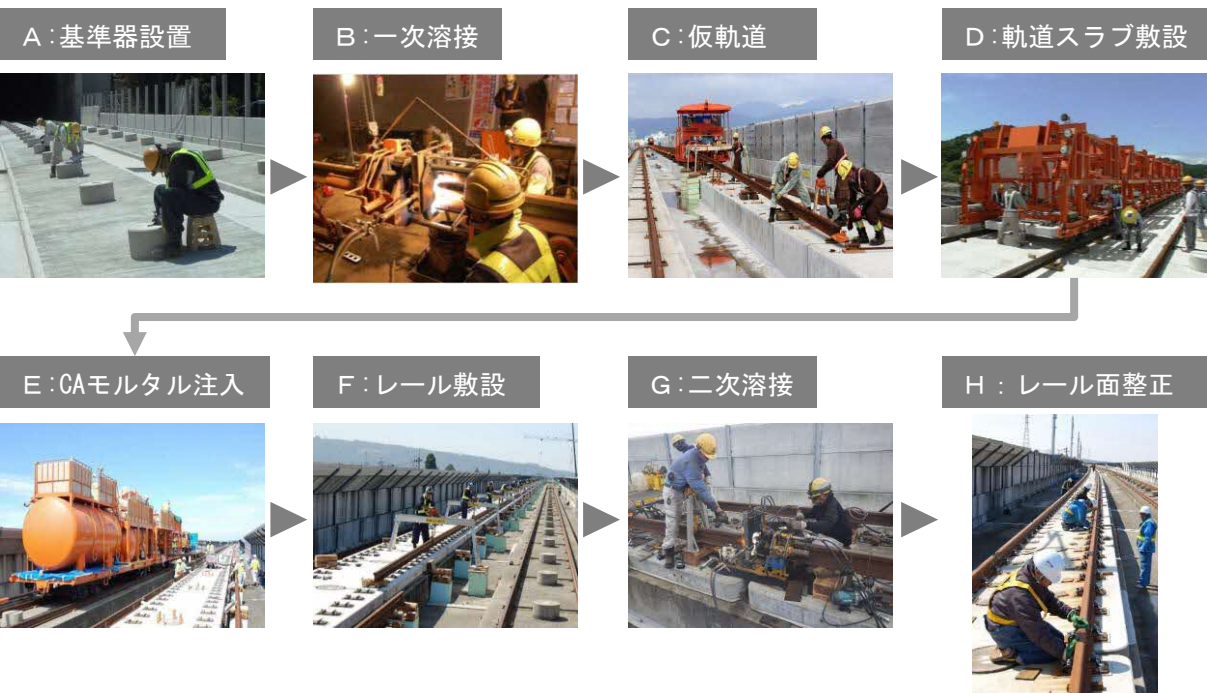 A:基準器設置
B:一次溶接
C:仮軌道
D:軌道スラブ敷設
E:CAモルタル注入
F:レール敷設
G:二次溶接
H:レール面整正